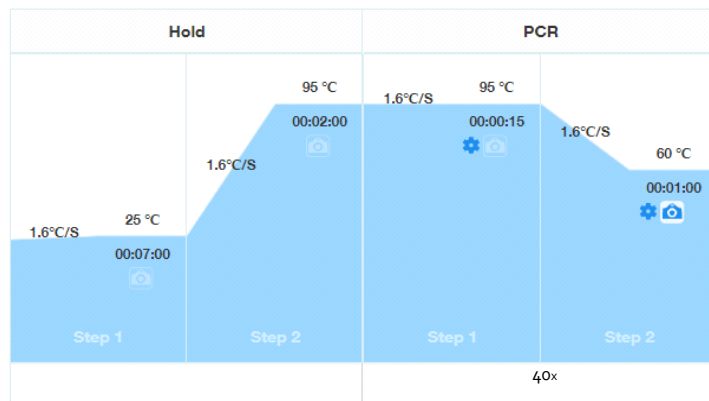 Hold
PCR
1.6°C/S
25 °C
00:07:00
Step 1
1.6°C/S
95 °C
00:02:00
Step 2
1.6°C/S
95 °C
00:00:15
Step 1
1.6°C/S
60 °C
00:01:00
Step 2
40x